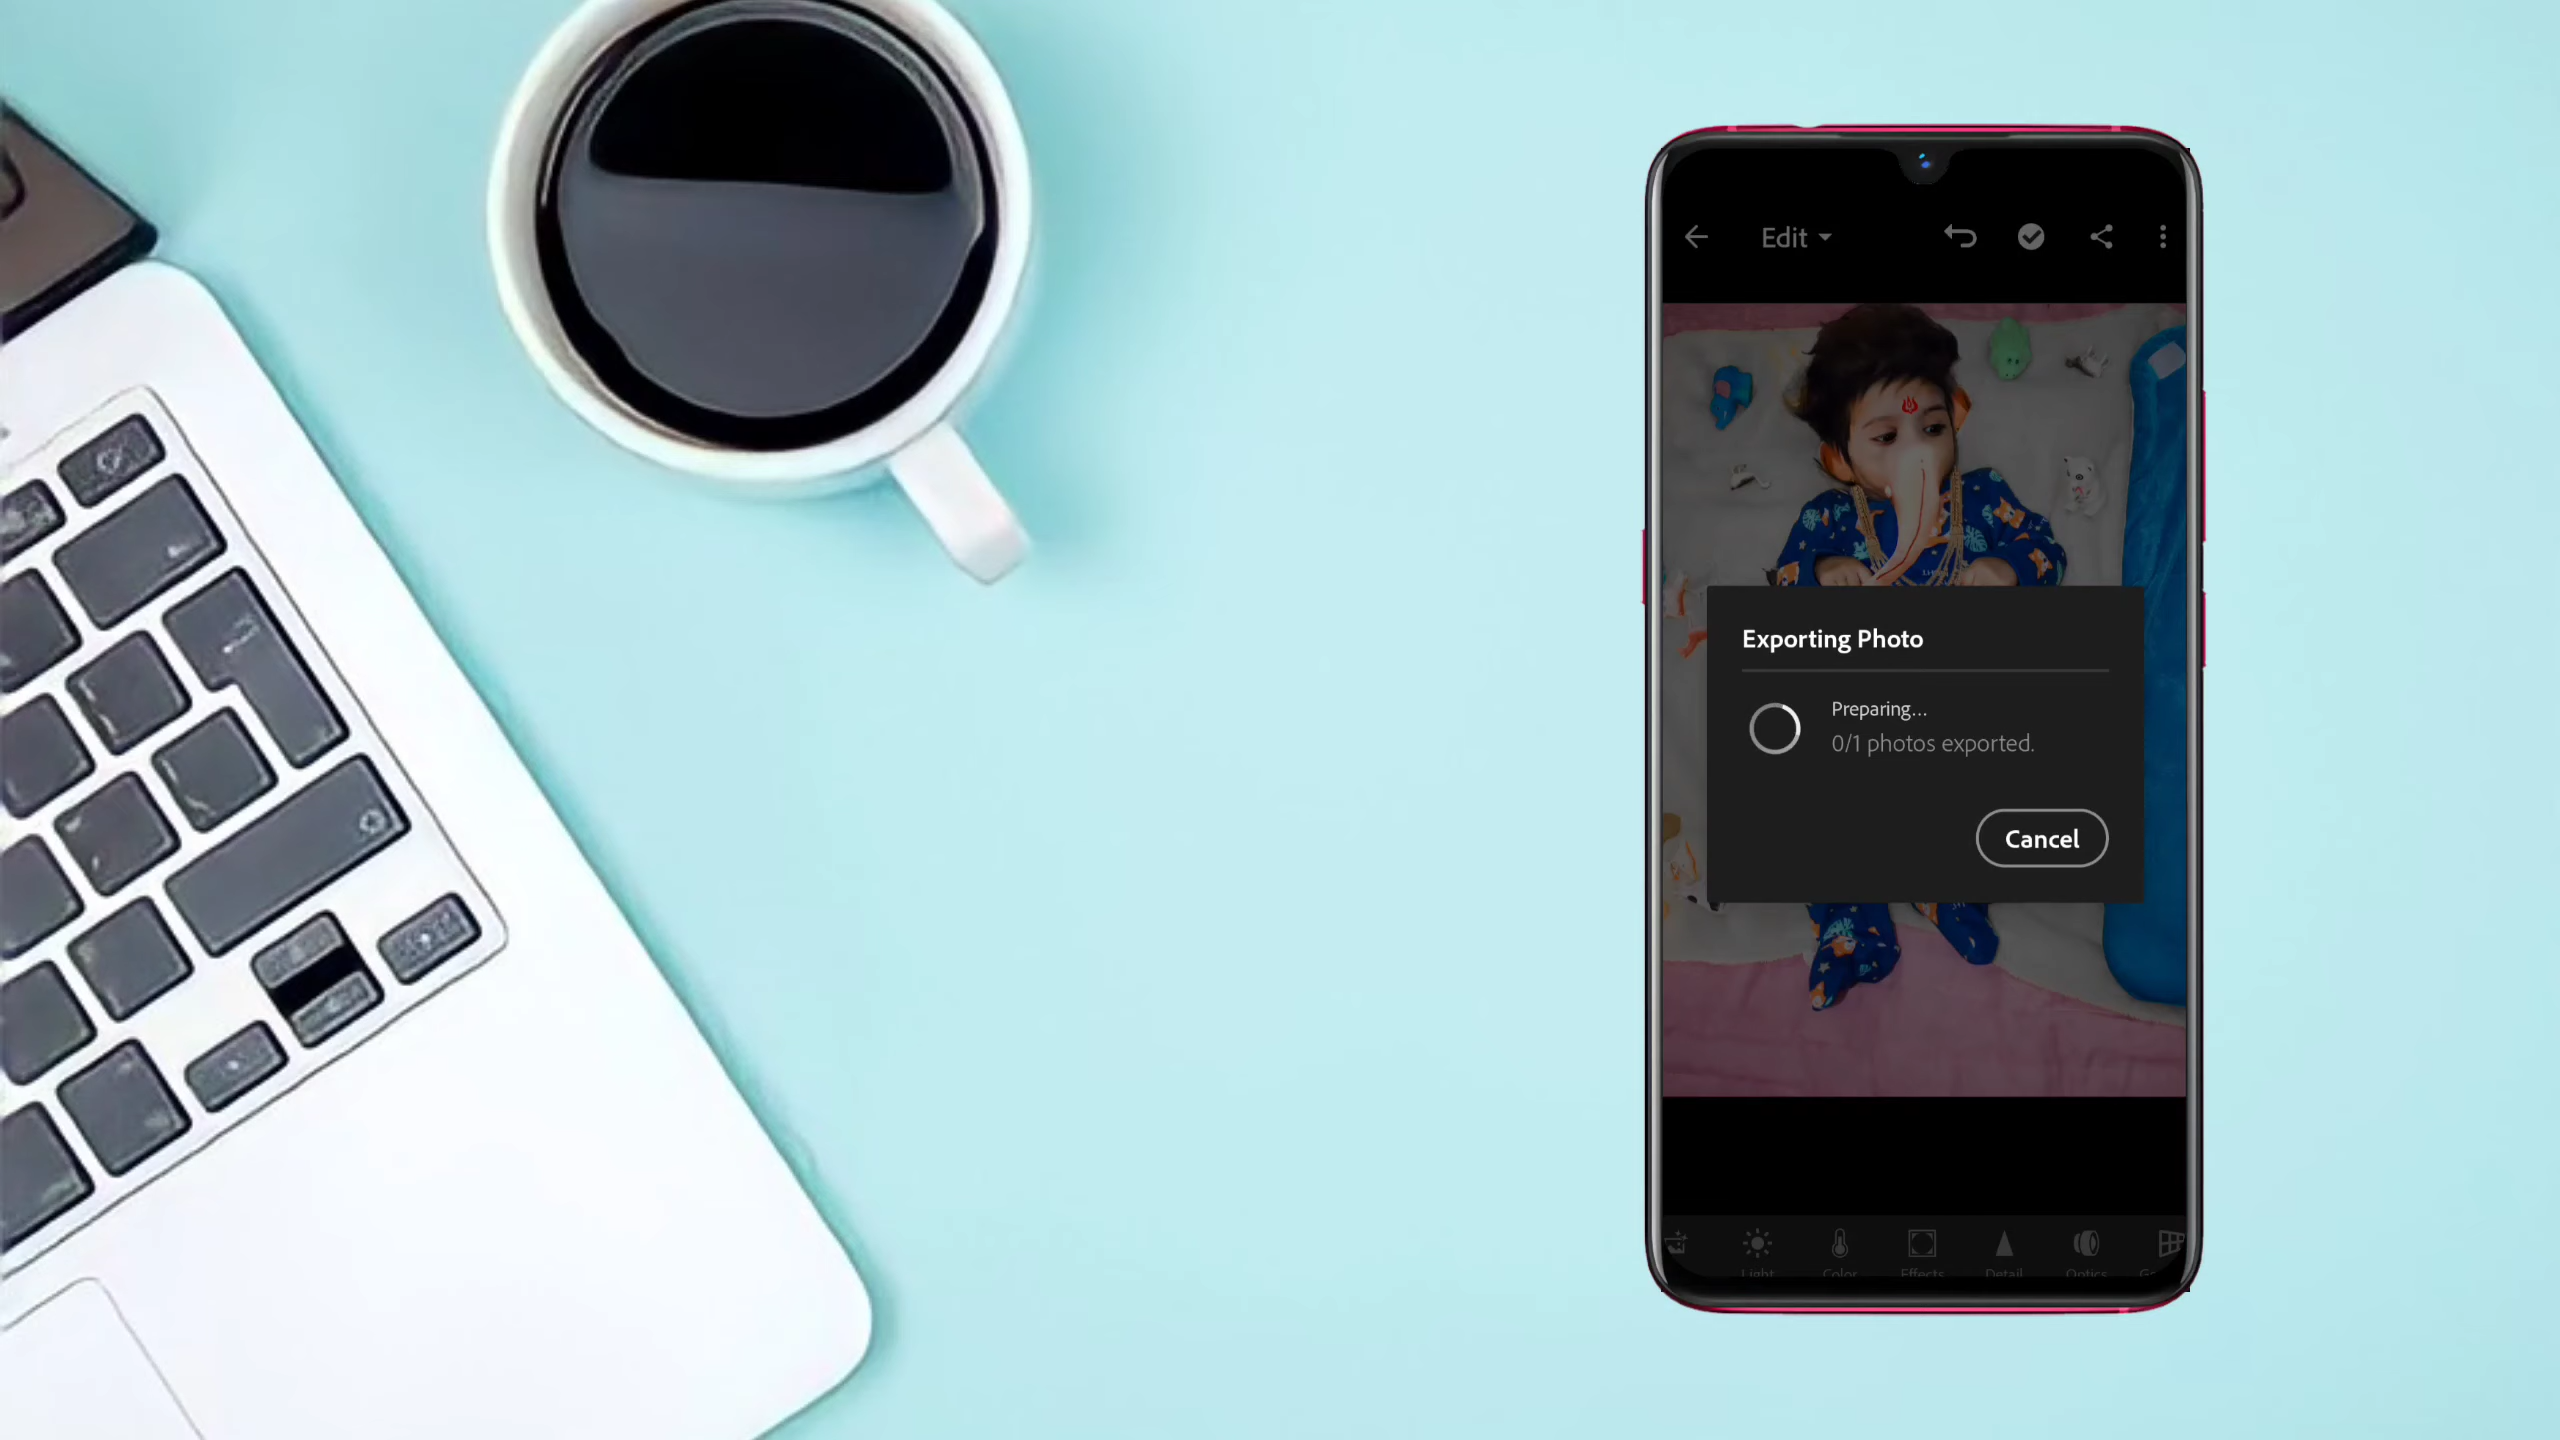 Edit
Exporting Photo
Preparing...
0/1 photos exported.
Cancel
Light Color Effects Detail Optics